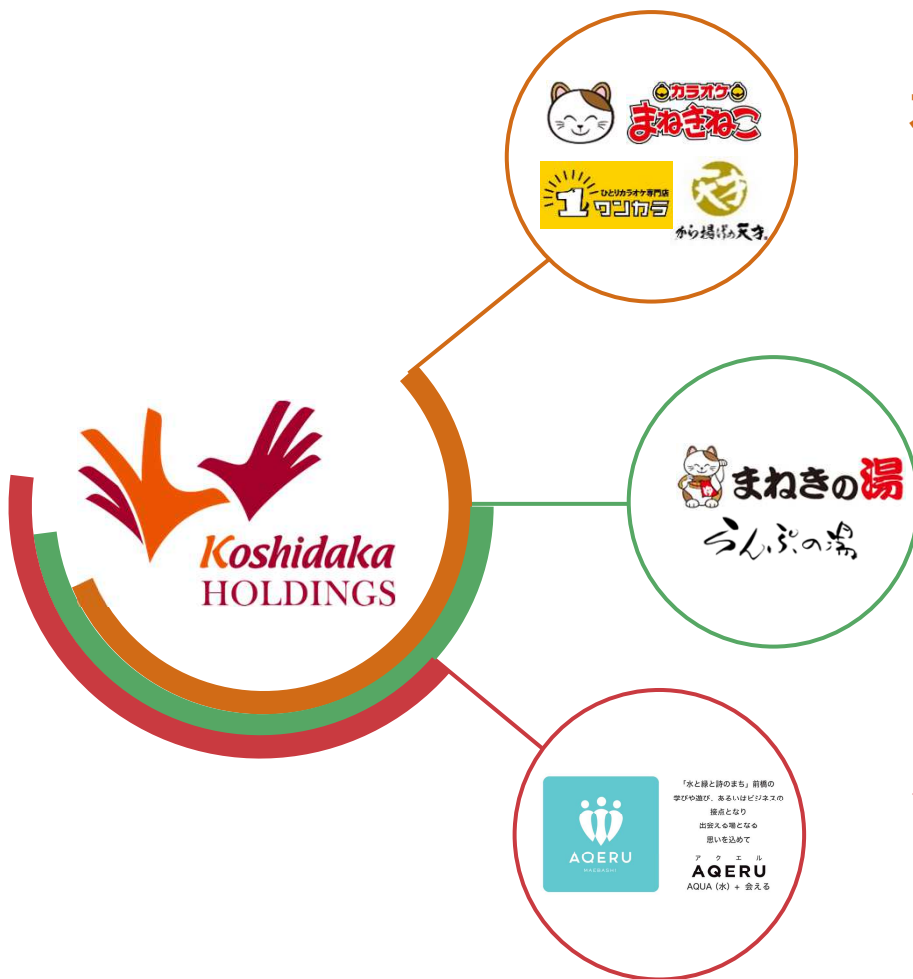 カラオケ
まねきねこ
1
ひとりカラオケ専門店
ワンカラ
天才
から揚げの天才
Koshidaka
HOLDINGS
まねきの湯
らんぷの湯
「水と緑と詩のまち」前橋の
学びや遊び、あるいはビジネスの
接点となり
出会える場となる
思いを込めて
アクエル
AQERU
AQUA（水）+ 会える
AQERU
MAEBASHI